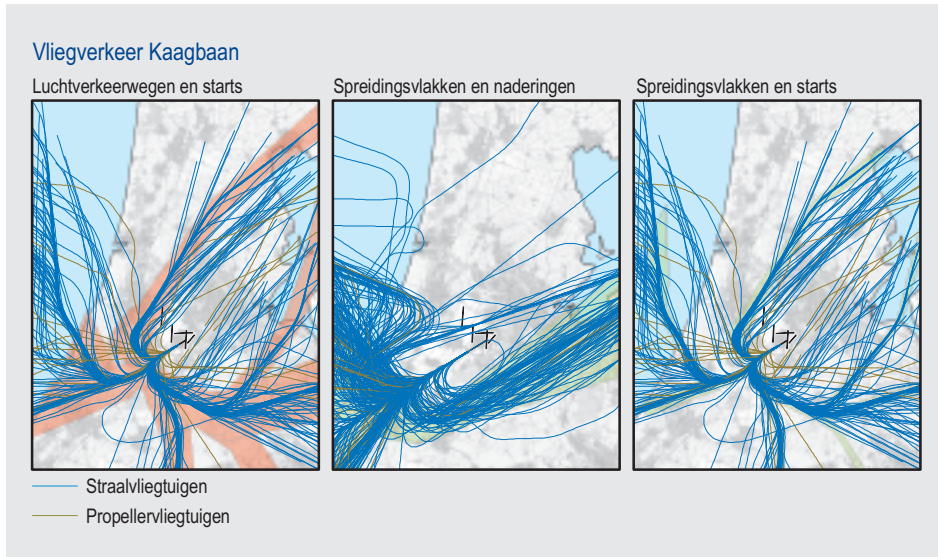 Vliegverkeer Kaagbaan
Luchtverkeerwegen en starts
Spreidingsvlakken en naderingen
Spreidingsvlakken en starts
Straalvliegtuigen
Propellervliegtuigen